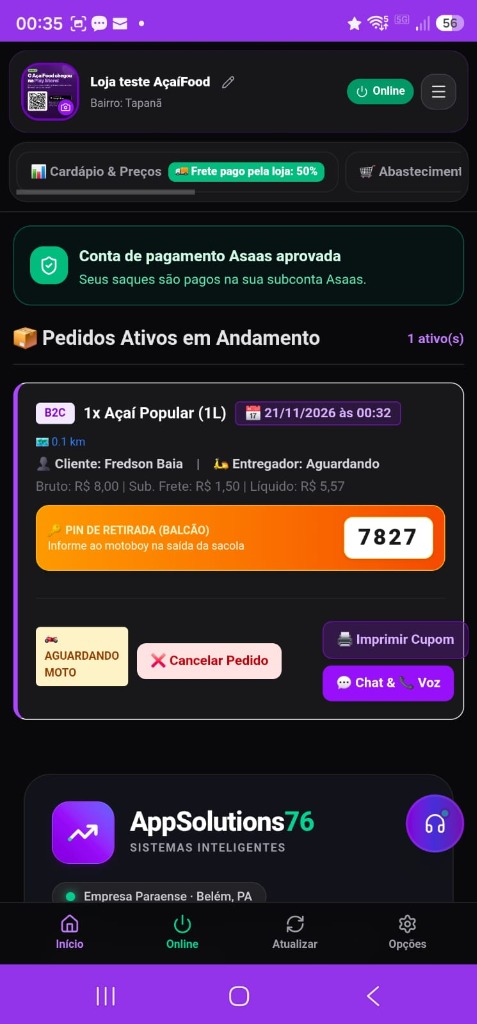 00:35
5G
56
Loja teste AçaíFood
Bairro: Tapanã
Online
Cardápio & Preços
Frete pago pela loja: 50%
Abasteciment
Conta de pagamento Asaas aprovada
Seus saques são pagos na sua subconta Asaas.
Pedidos Ativos em Andamento
1 ativo(s)
B2C
1x Açaí Popular (1L)
21/11/2026 às 00:32
0.1 km
Cliente: Fredson Baia | Entregador: Aguardando
Bruto: R$ 8,00 | Sub. Frete: R$ 1,50 | Líquido: R$ 5,57
PIN DE RETIRADA (BALCÃO)
Informe ao motoboy na saída da sacola
7827
AGUARDANDO
MOTO
Cancelar Pedido
Imprimir Cupom
Chat & Voz
AppSolutions76
SISTEMAS INTELIGENTES
Empresa Paraense · Belém, PA
Início
Online
Atualizar
Opções